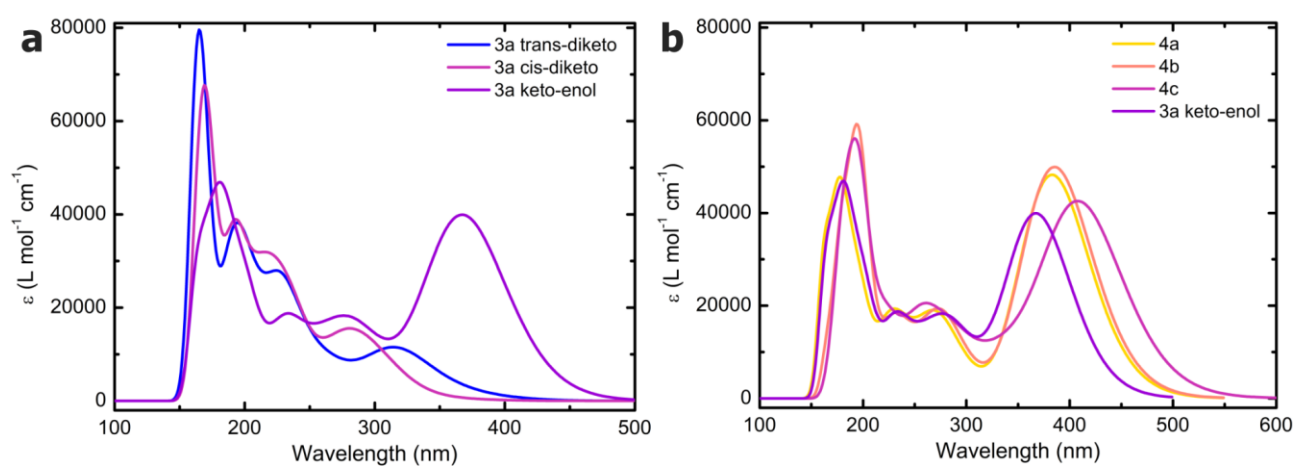 a
3a trans-diketo
3a cis-diketo
3a keto-enol
80000
60000
40000
20000
0
ε (L mol⁻¹ cm⁻¹)
100 200 300 400 500
Wavelength (nm)
b
4a
4b
4c
3a keto-enol
80000
60000
40000
20000
0
ε (L mol⁻¹ cm⁻¹)
100 200 300 400 500 600
Wavelength (nm)